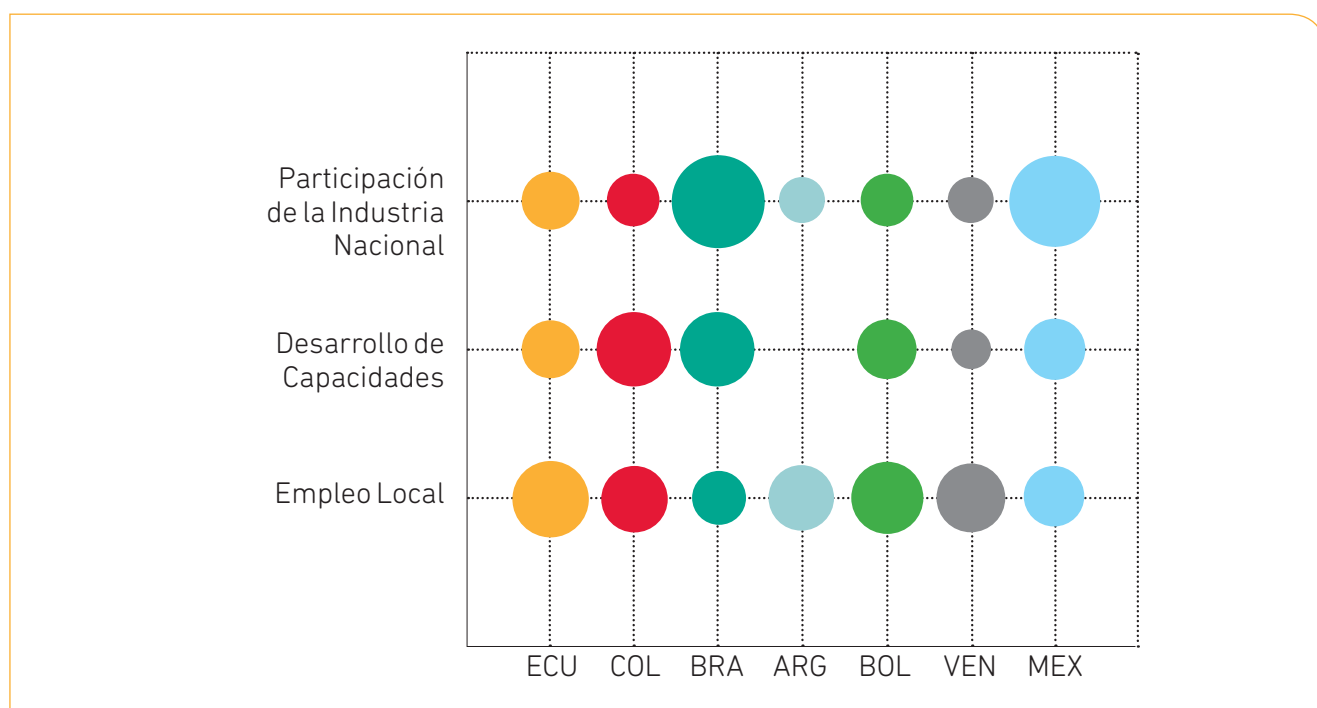 Participación
de la Industria
Nacional
Desarrollo de
Capacidades
Empleo Local
ECU COL BRA ARG BOL VEN MEX